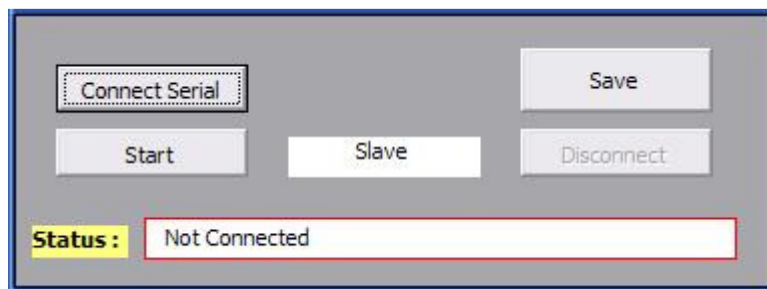 Connect Serial
Save
Start
Slave
Disconnect
Status :
Not Connected